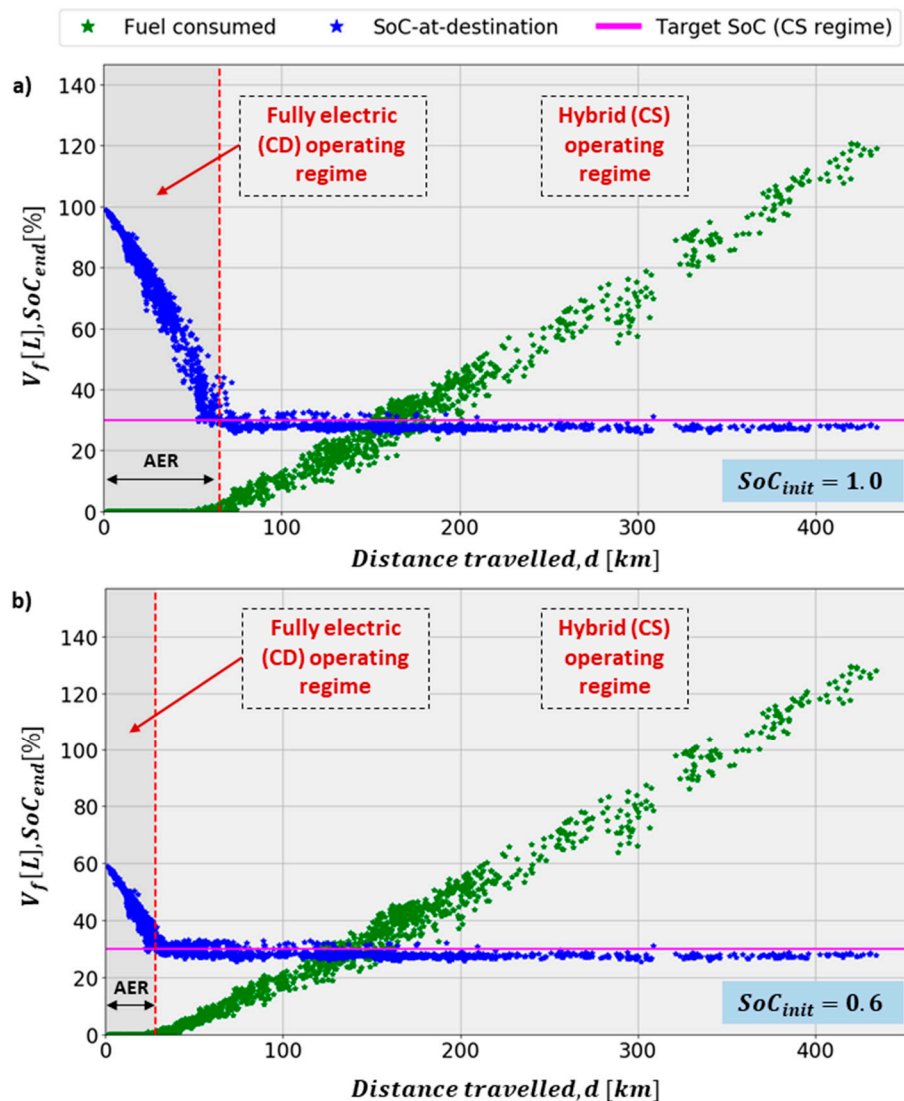 Fuel consumed SoC-at-destination Target SoC (CS regime)
a)
140
120
100
80
60
40
20
0
V_f[L], SoC_end[%]
Fully electric
(CD) operating
regime
Hybrid (CS)
operating
regime
AER
SoC_init = 1.0
0 100 200 300 400
Distance travelled, d [km]
b)
140
120
100
80
60
40
20
0
V_f[L], SoC_end[%]
Fully electric
(CD) operating
regime
Hybrid (CS)
operating
regime
AER
SoC_init = 0.6
0 100 200 300 400
Distance travelled, d [km]